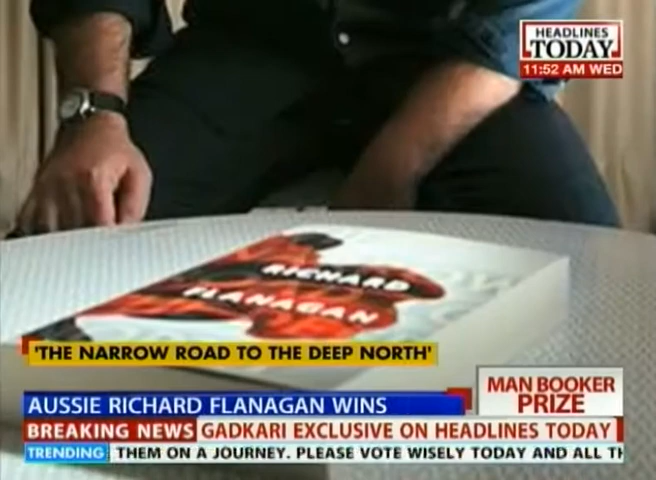 HEADLINES
TODAY
11:52 AM WED
RICHARD
FLANAGAN
'THE NARROW ROAD TO THE DEEP NORTH'
MAN BOOKER
PRIZE
AUSSIE RICHARD FLANAGAN WINS
BREAKING NEWS GADKARI EXCLUSIVE ON HEADLINES TODAY
TRENDING THEM ON A JOURNEY. PLEASE VOTE WISELY TODAY AND ALL